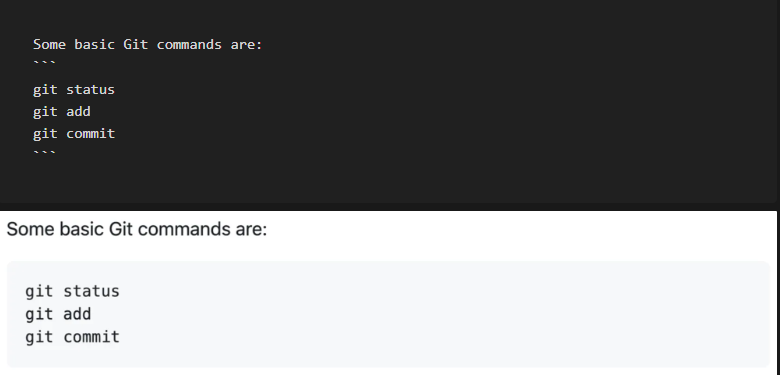 Some basic Git commands are:
```
git status
git add
git commit
```
Some basic Git commands are:
git status
git add
git commit